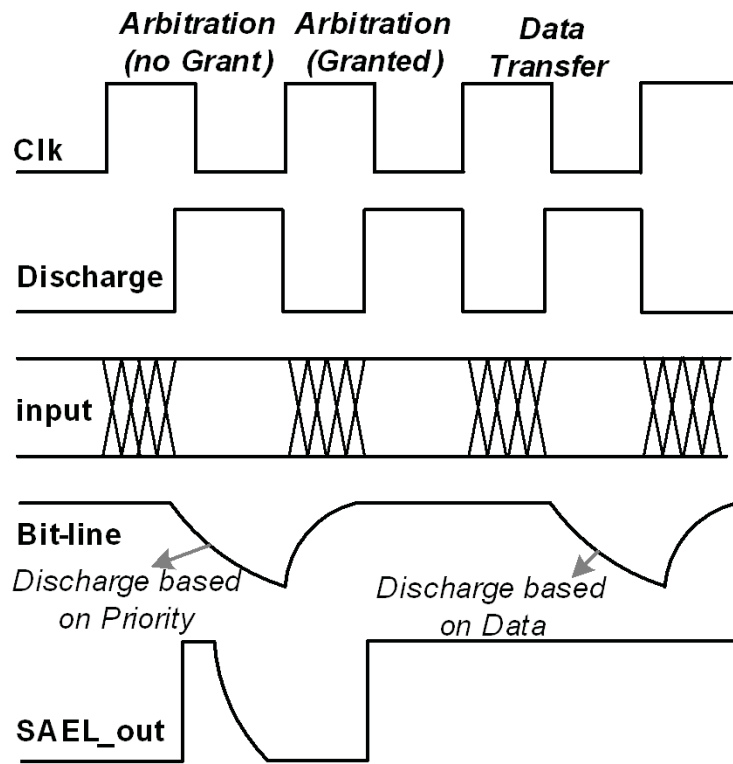 Arbitration
(no Grant)
Arbitration
(Granted)
Data
Transfer
Clk
Discharge
input
Bit-line
Discharge based
on Priority
Discharge based
on Data
SAEL_out